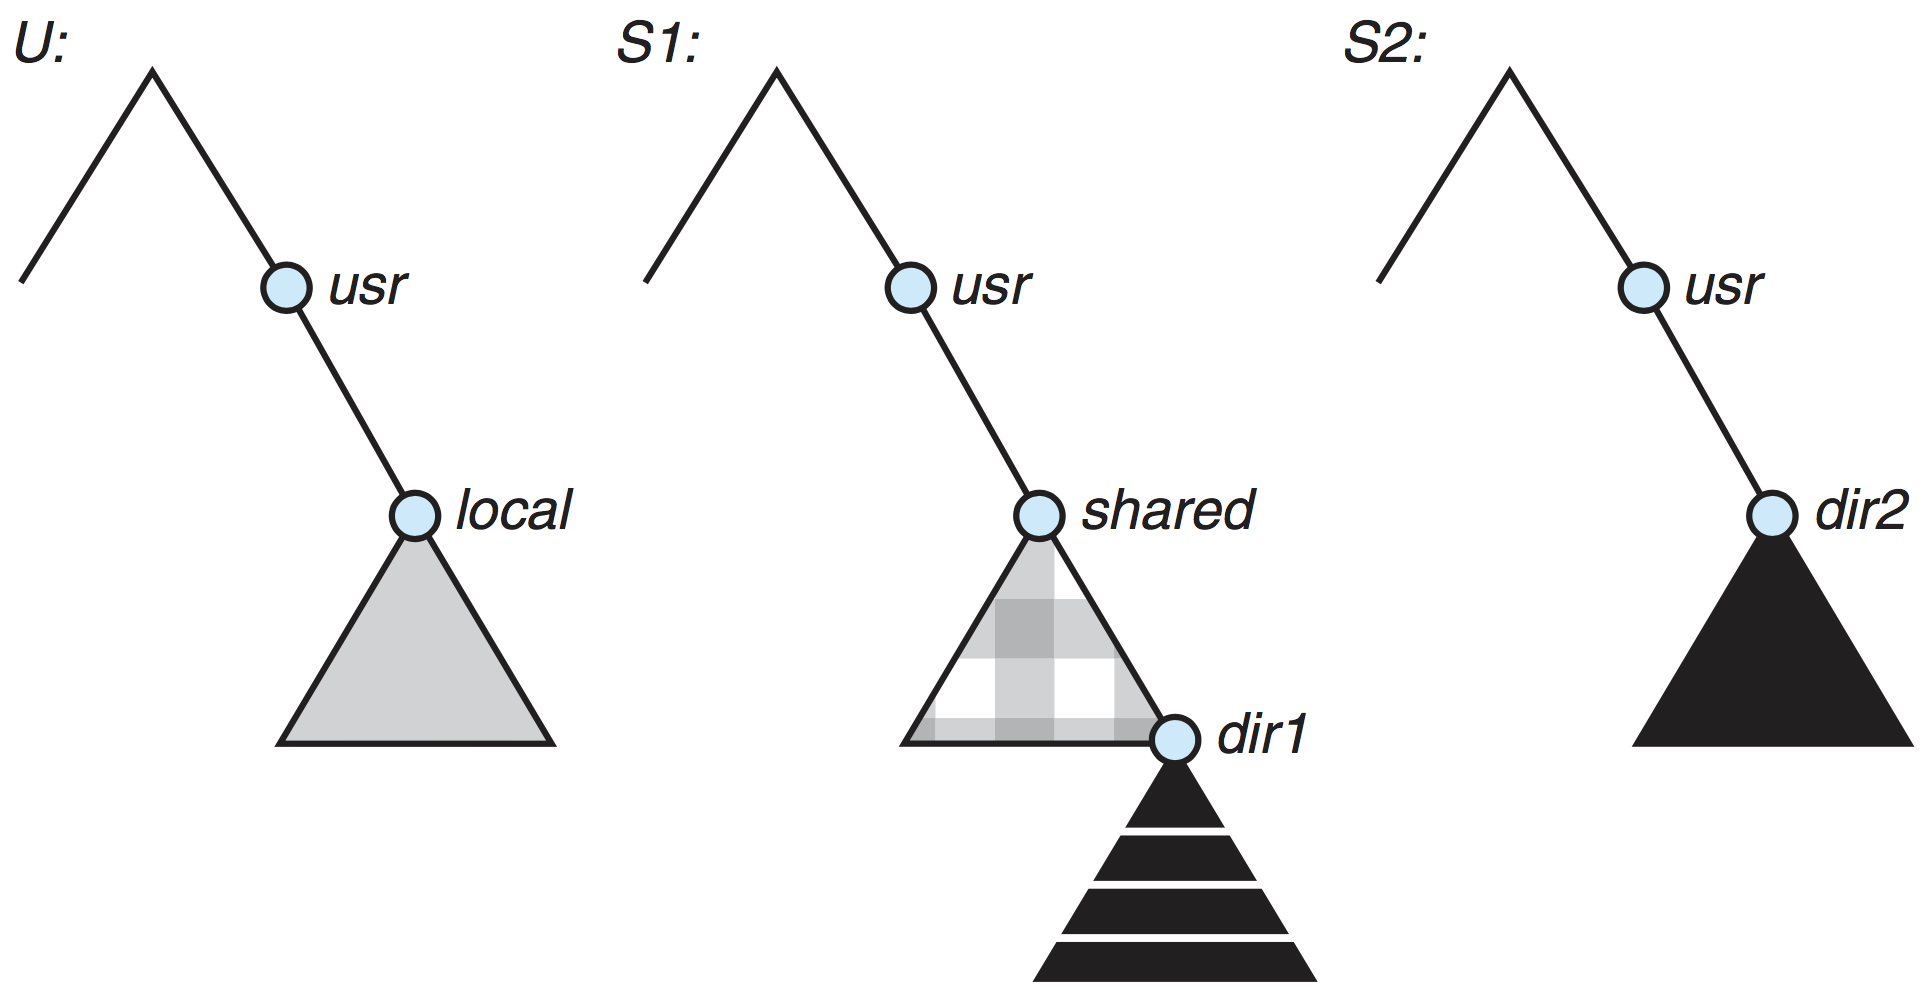 U:
usr
local
S1:
usr
shared
dir1
S2:
usr
dir2